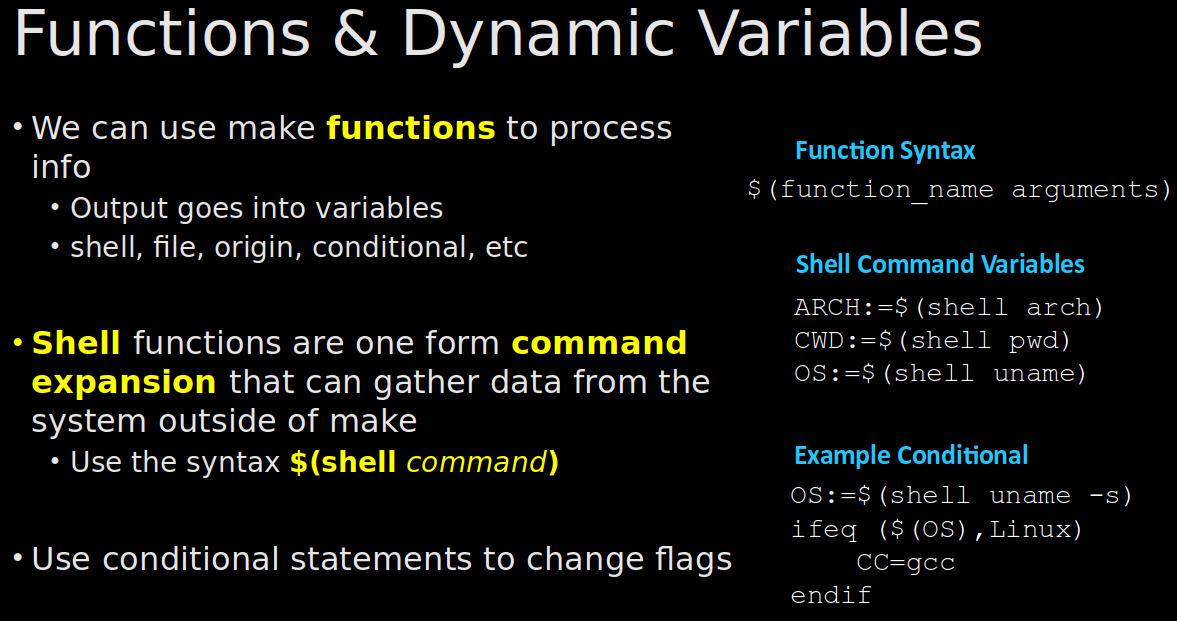 Functions & Dynamic Variables
• We can use make functions to process
info
• Output goes into variables
• shell, file, origin, conditional, etc
• Shell functions are one form command
expansion that can gather data from the
system outside of make
• Use the syntax $(shell command)
• Use conditional statements to change flags
Function Syntax
$(function_name arguments)
Shell Command Variables
ARCH:=$(shell arch)
CWD:=$(shell pwd)
OS:=$(shell uname)
Example Conditional
OS:=$(shell uname -s)
ifeq ($(OS),Linux)
    CC=gcc
endif